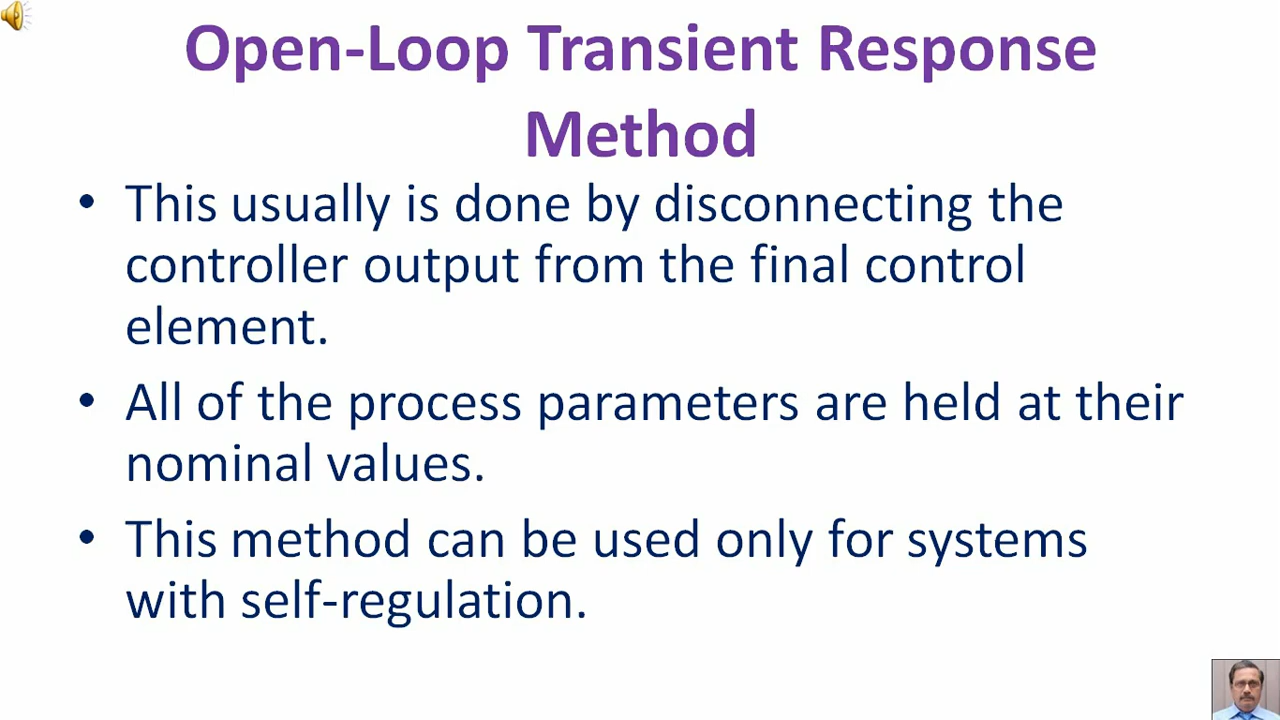 Open-Loop Transient Response
Method
• This usually is done by disconnecting the
controller output from the final control
element.
• All of the process parameters are held at their
nominal values.
• This method can be used only for systems
with self-regulation.